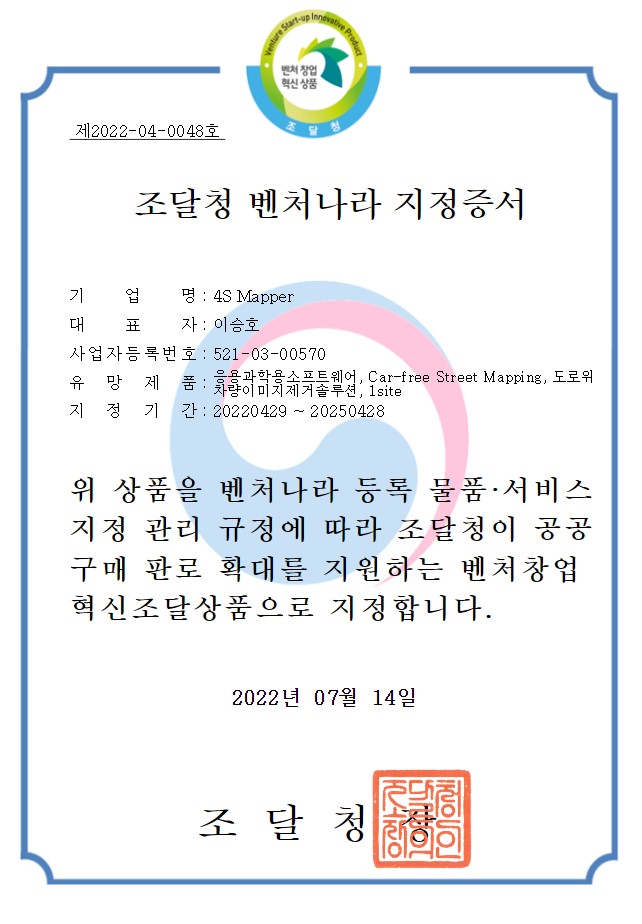 Venture Start-up Innovative Product
벤처 창업
혁신 상품
조 달 청
제2022-04-0048호
조달청 벤처나라 지정증서
기 업 명 : 4S Mapper
대 표 자 : 이승호
사업자등록번호 : 521-03-00570
유 망 제 품 : 응용과학용소프트웨어, Car-free Street Mapping, 도로위
차량이미지제거솔루션, 1site
지 정 기 간 : 20220429 ~ 20250428
위 상품을 벤처나라 등록 물품·서비스
지정 관리 규정에 따라 조달청이 공공
구매 판로 확대를 지원하는 벤처창업
혁신조달상품으로 지정합니다.
2022년 07월 14일
조 달 청 장